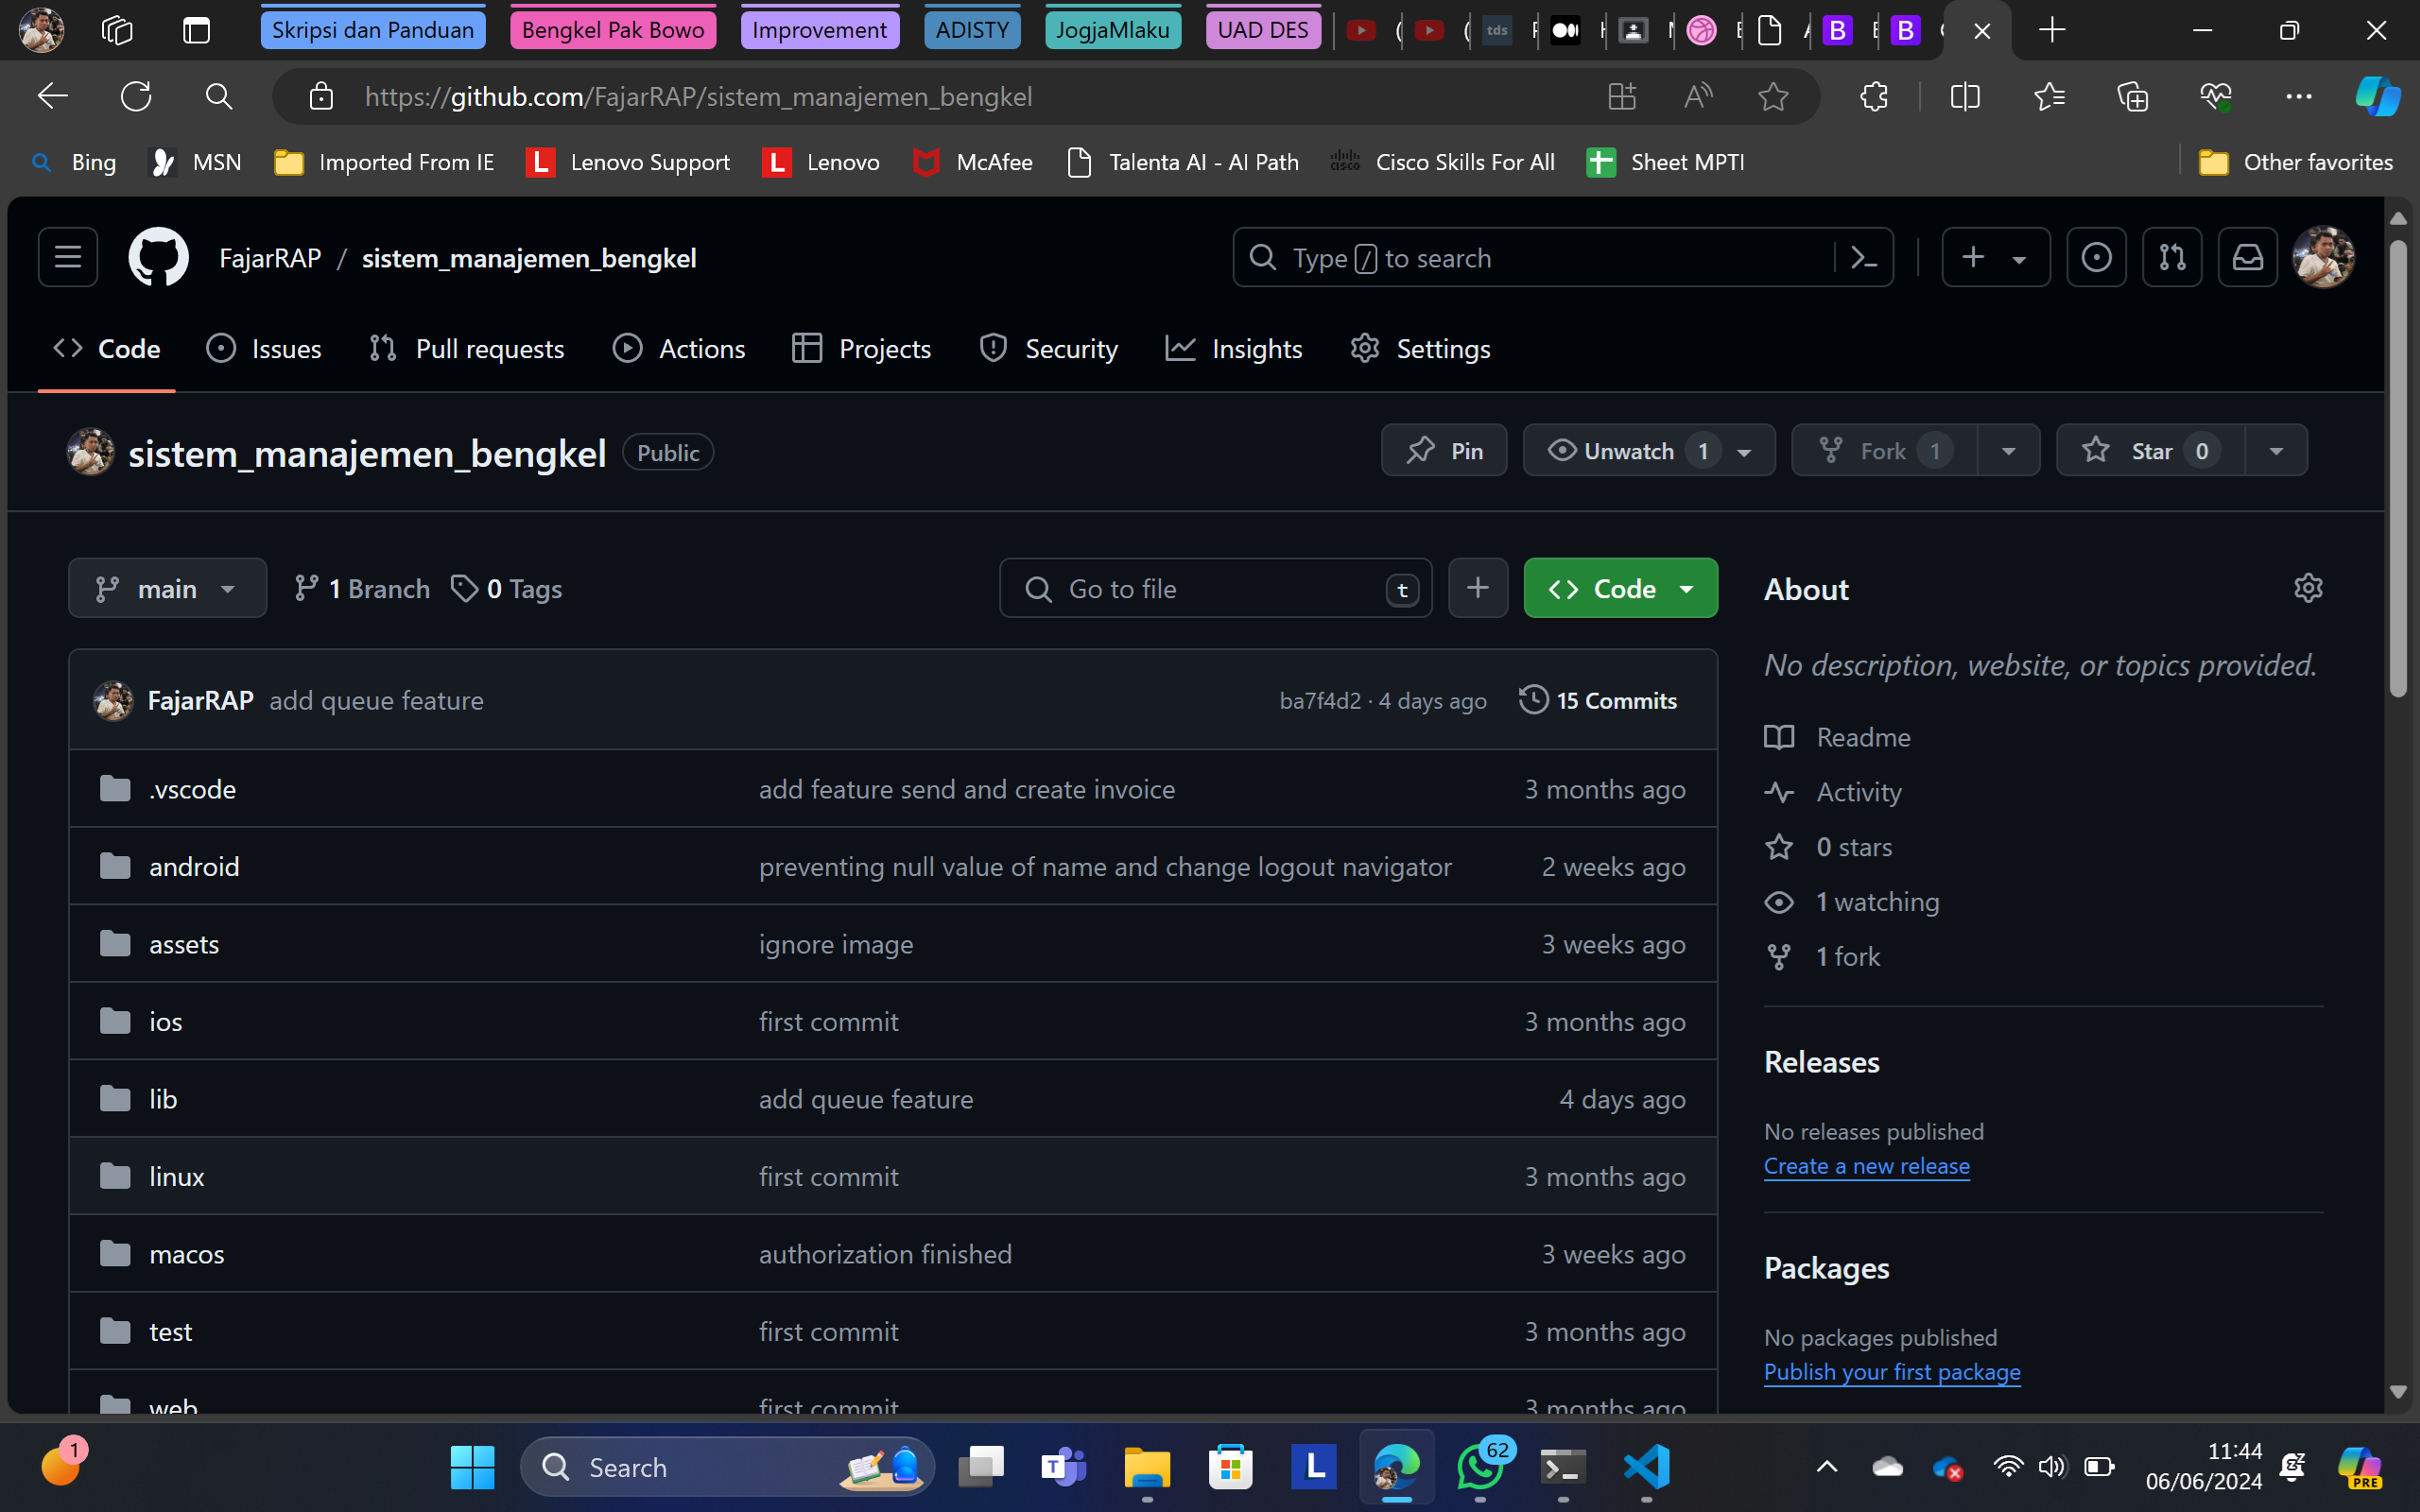 Skripsi dan Panduan
Bengkel Pak Bowo
Improvement
ADISTY
JogjaMlaku
UAD DES
tds
https://github.com/FajarRAP/sistem_manajemen_bengkel
Bing
MSN
Imported From IE
Lenovo Support
Lenovo
McAfee
Talenta AI - AI Path
Cisco Skills For All
Sheet MPTI
Other favorites
FajarRAP / sistem_manajemen_bengkel
Type / to search
Code
Issues
Pull requests
Actions
Projects
Security
Insights
Settings
sistem_manajemen_bengkel Public
Pin
Unwatch 1
Fork 1
Star 0
main
1 Branch
0 Tags
Go to file t
Code
FajarRAP add queue feature ba7f4d2 · 4 days ago 15 Commits
.vscode add feature send and create invoice 3 months ago
android preventing null value of name and change logout navigator 2 weeks ago
assets ignore image 3 weeks ago
ios first commit 3 months ago
lib add queue feature 4 days ago
linux first commit 3 months ago
macos authorization finished 3 weeks ago
test first commit 3 months ago
web first commit 3 months ago
About
No description, website, or topics provided.
Readme
Activity
0 stars
1 watching
1 fork
Releases
No releases published
Create a new release
Packages
No packages published
Publish your first package
1
Search
62
11:44
06/06/2024
PRE